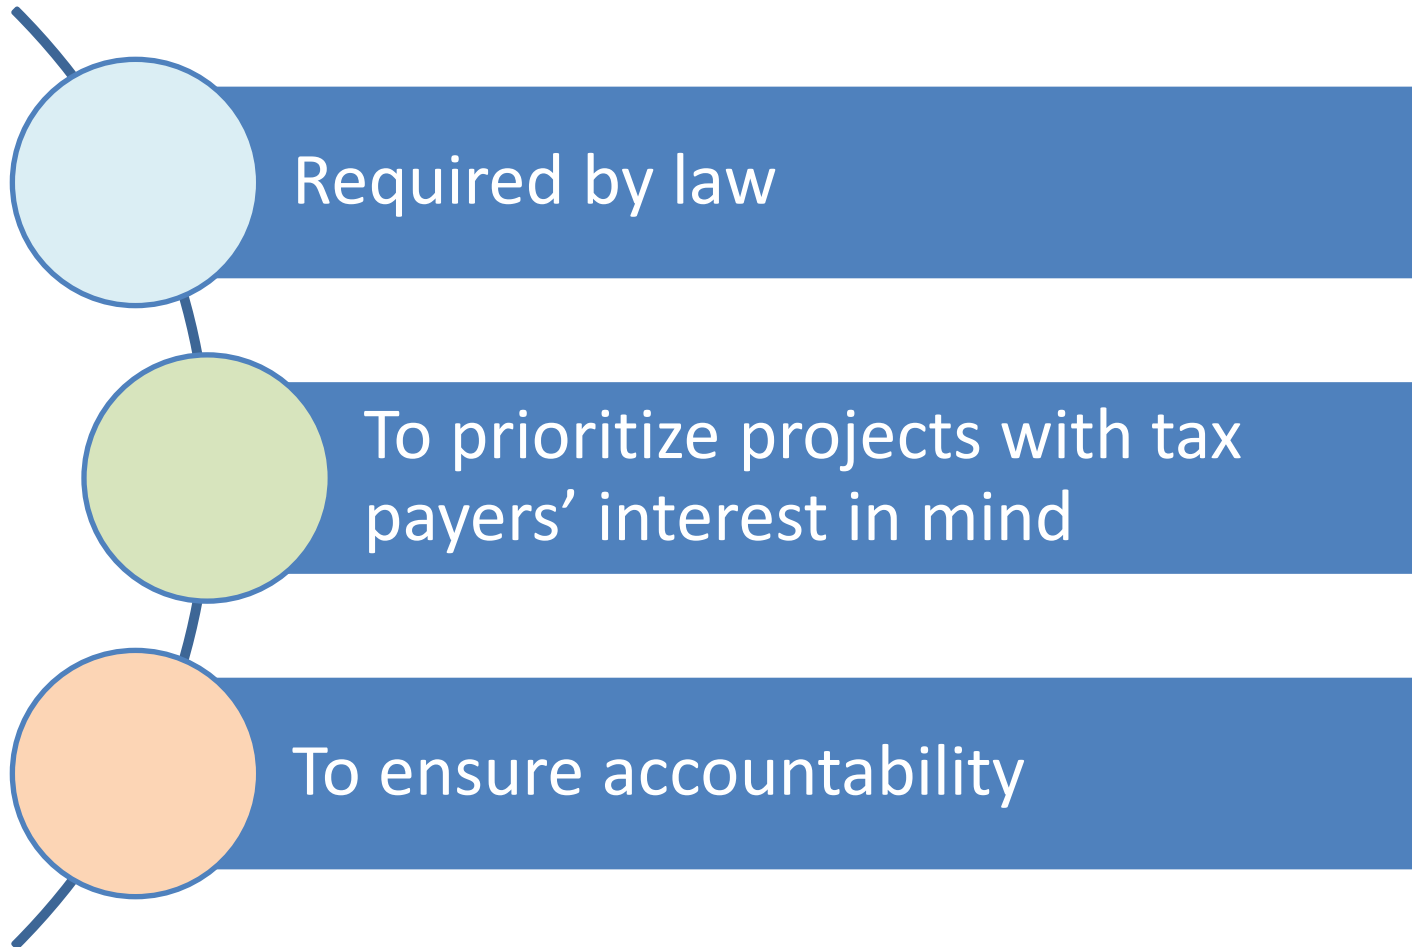 Required by law
To prioritize projects with tax
payers’ interest in mind
To ensure accountability